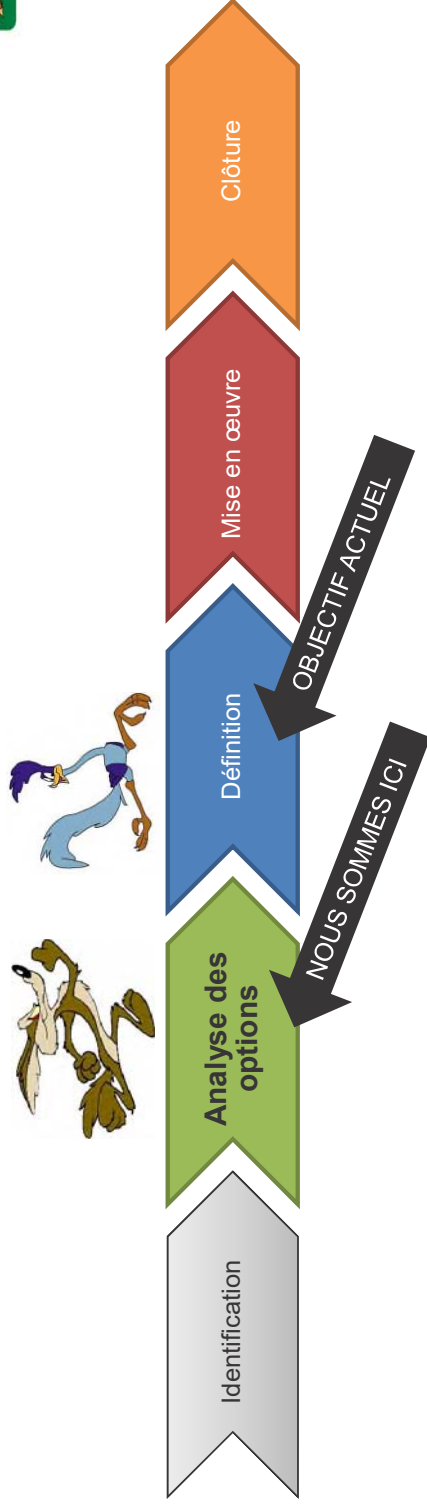 Identification
Analyse des
options
Définition
Mise en œuvre
Clôture
NOUS SOMMES ICI
OBJECTIF ACTUEL